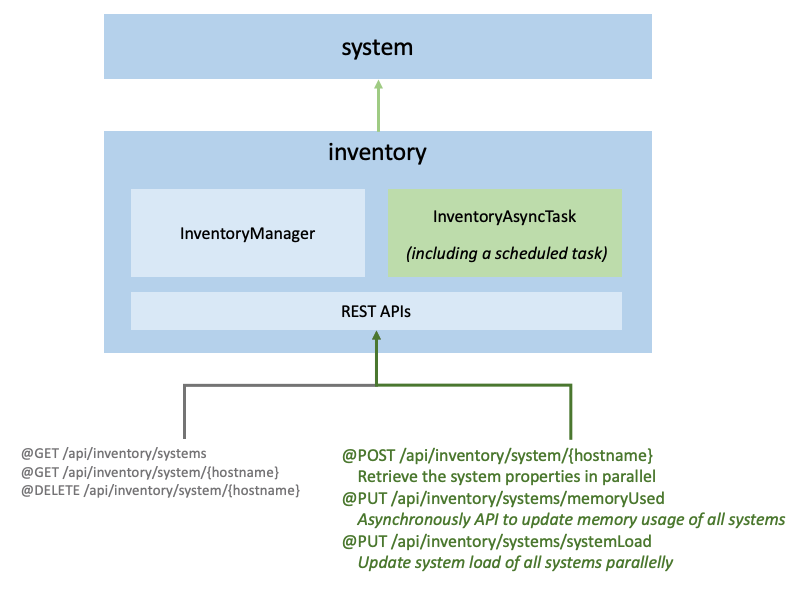 system
inventory
InventoryManager
InventoryAsyncTask
(including a scheduled task)
REST APIs
@GET /api/inventory/systems
@GET /api/inventory/system/{hostname}
@DELETE /api/inventory/system/{hostname}
@POST /api/inventory/system/{hostname}
Retrieve the system properties in parallel
@PUT /api/inventory/systems/memoryUsed
Asynchronously API to update memory usage of all systems
@PUT /api/inventory/systems/systemLoad
Update system load of all systems parallelly